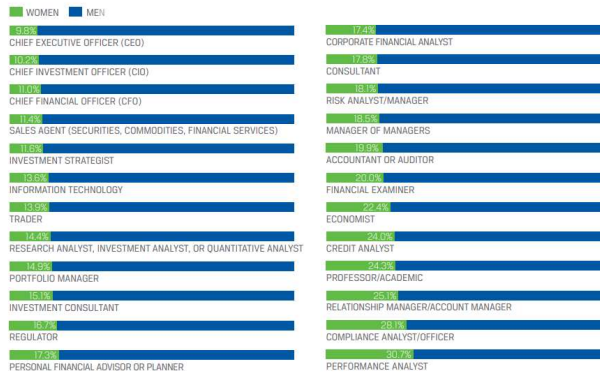 WOMEN MEN
9.8%
CHIEF EXECUTIVE OFFICER (CEO)
10.2%
CHIEF INVESTMENT OFFICER (CIO)
11.0%
CHIEF FINANCIAL OFFICER (CFO)
11.4%
SALES AGENT (SECURITIES, COMMODITIES, FINANCIAL SERVICES)
11.6%
INVESTMENT STRATEGIST
13.6%
INFORMATION TECHNOLOGY
13.9%
TRADER
14.4%
RESEARCH ANALYST, INVESTMENT ANALYST, OR QUANTITATIVE ANALYST
14.9%
PORTFOLIO MANAGER
15.1%
INVESTMENT CONSULTANT
16.7%
REGULATOR
17.3%
PERSONAL FINANCIAL ADVISOR OR PLANNER
17.4%
CORPORATE FINANCIAL ANALYST
17.8%
CONSULTANT
18.1%
RISK ANALYST/MANAGER
18.5%
MANAGER OF MANAGERS
19.9%
ACCOUNTANT OR AUDITOR
20.0%
FINANCIAL EXAMINER
22.4%
ECONOMIST
24.0%
CREDIT ANALYST
24.3%
PROFESSOR/ACADEMIC
25.1%
RELATIONSHIP MANAGER/ACCOUNT MANAGER
28.1%
COMPLIANCE ANALYST/OFFICER
30.7%
PERFORMANCE ANALYST